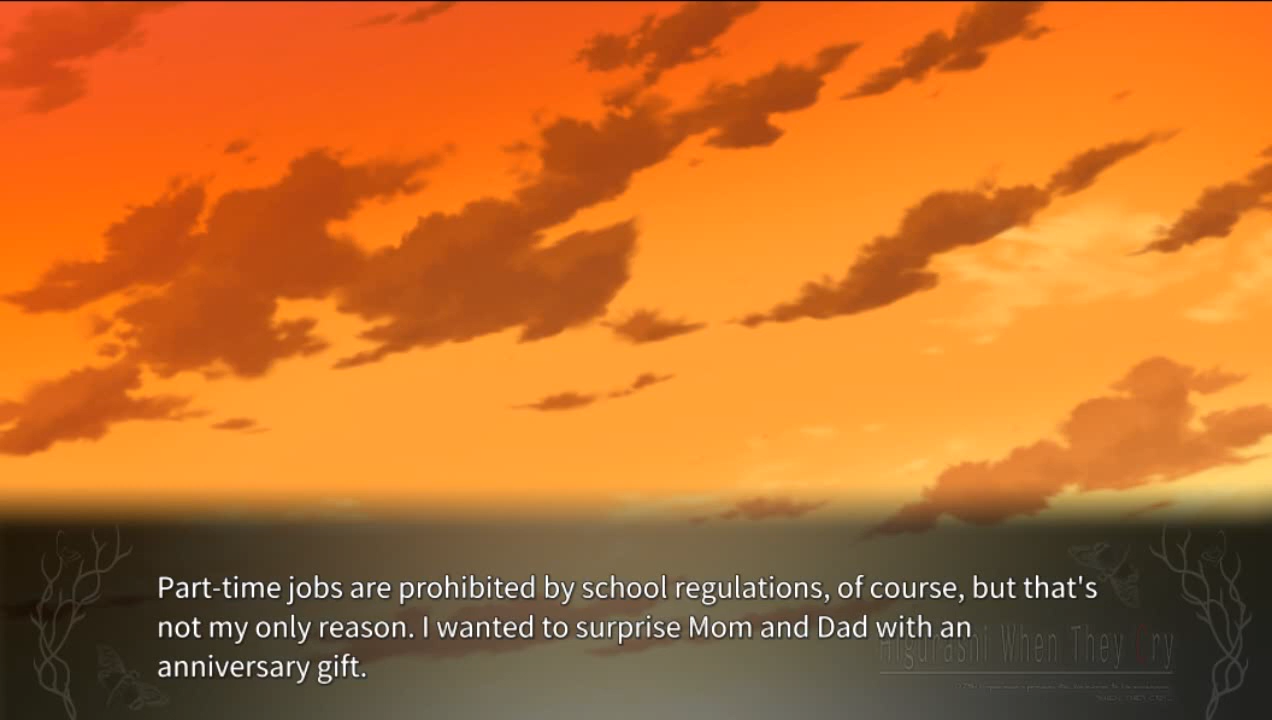 Part-time jobs are prohibited by school regulations, of course, but that's
not my only reason. I wanted to surprise Mom and Dad with an
anniversary gift.
Higurashi When They Cry